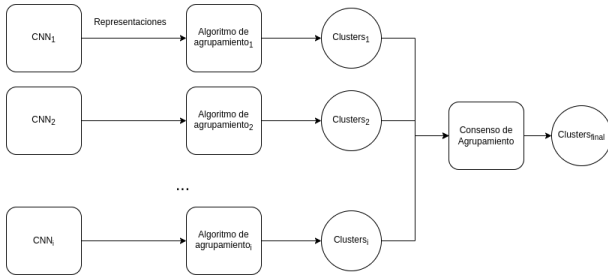 Representaciones
CNN1
Algoritmo de
agrupamiento1
Clusters1
CNN2
Algoritmo de
agrupamiento2
Clusters2
Consenso de
Agrupamiento
Clustersfinal
...
CNNi
Algoritmo de
agrupamientoi
Clustersi